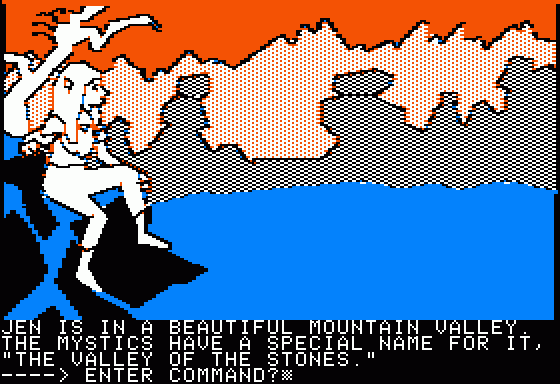 JEN IS IN A BEAUTIFUL MOUNTAIN VALLEY.
THE MYSTICS HAVE A SPECIAL NAME FOR IT,
"THE VALLEY OF THE STONES."
----> ENTER COMMAND?